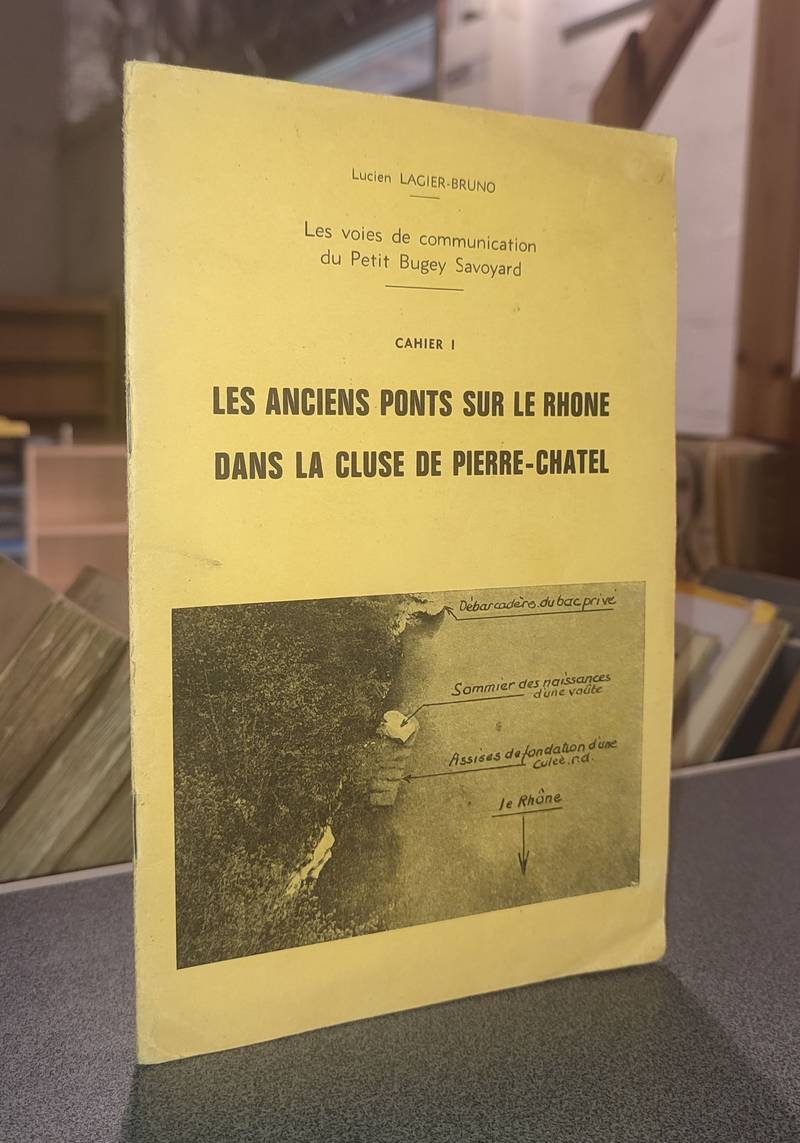 Lucien LAGIER-BRUNO
Les voies de communication
du Petit Bugey Savoyard
CAHIER I
LES ANCIENS PONTS SUR LE RHONE
DANS LA CLUSE DE PIERRE-CHATEL
Débarcadère du bac privé
Sommier des naissances
d'une voûte
Assises de fondation d'une
Culée r.d.
le Rhône